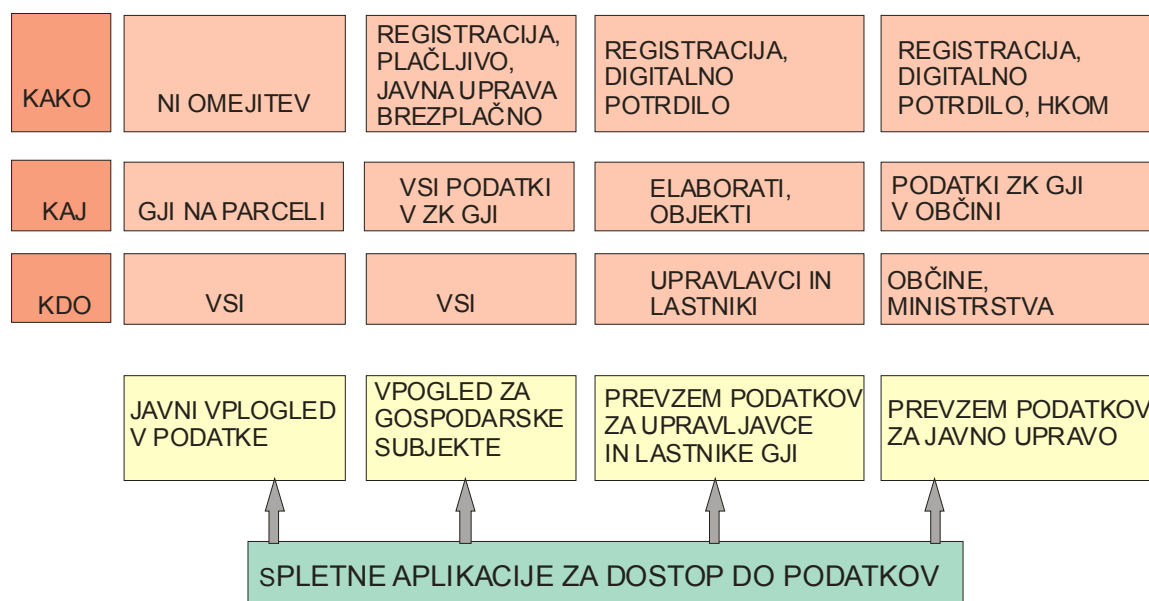 KAKO
NI OMEJITEV
REGISTRACIJA,
PLAČLJIVO,
JAVNA UPRAVA
BREZPLAČNO
REGISTRACIJA,
DIGITALNO
POTRDILO
REGISTRACIJA,
DIGITALNO
POTRDILO, HKOM
KAJ
GJI NA PARCELI
VSI PODATKI
V ZK GJI
ELABORATI,
OBJEKTI
PODATKI ZK GJI
V OBČINI
KDO
VSI
VSI
UPRAVLAVCI IN
LASTNIKI
OBČINE,
MINISTRSTVA
JAVNI VPLOGLED
V PODATKE
VPOGLED ZA
GOSPODARSKE
SUBJEKTE
PREVZEM PODATKOV
ZA UPRAVLJAVCE
IN LASTNIKE GJI
PREVZEM PODATKOV
ZA JAVNO UPRAVO
sPLETNE APLIKACIJE ZA DOSTOP DO PODATKOV